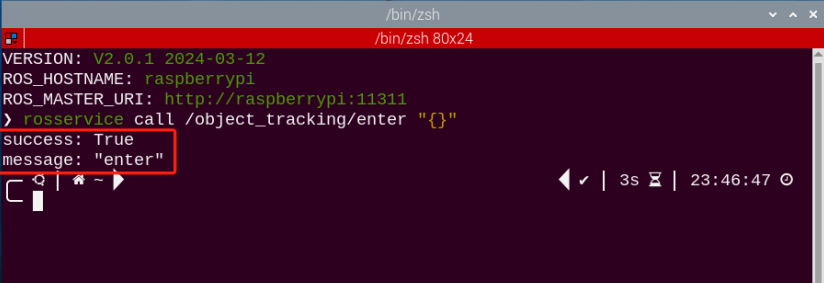 /bin/zsh
/bin/zsh 80x24
VERSION: V2.0.1 2024-03-12
ROS_HOSTNAME: raspberrypi
ROS_MASTER_URI: http://raspberrypi:11311
❯ rosservice call /object_tracking/enter "{}"
success: True
message: "enter"
~ ✔ | 3s | 23:46:47